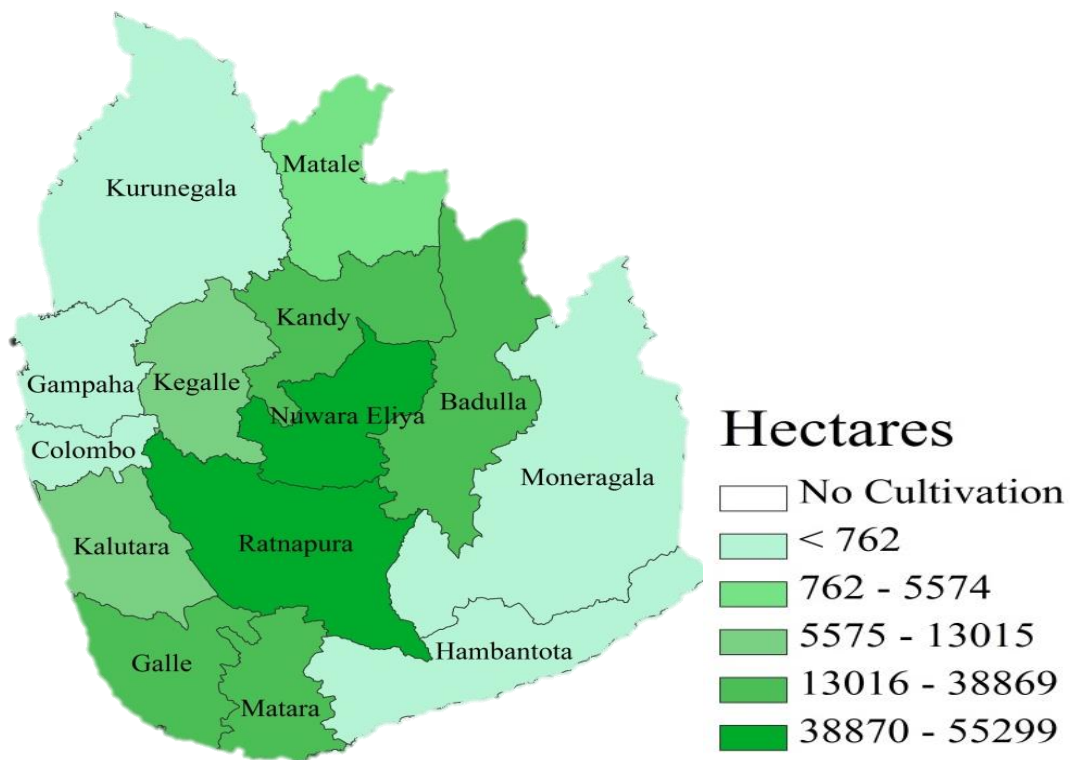 Matale
Kurunegala
Kandy
Gampaha
Kegalle
Nuwara Eliya
Badulla
Colombo
Moneragala
Kalutara
Ratnapura
Galle
Hambantota
Matara
Hectares
No Cultivation
< 762
762 - 5574
5575 - 13015
13016 - 38869
38870 - 55299